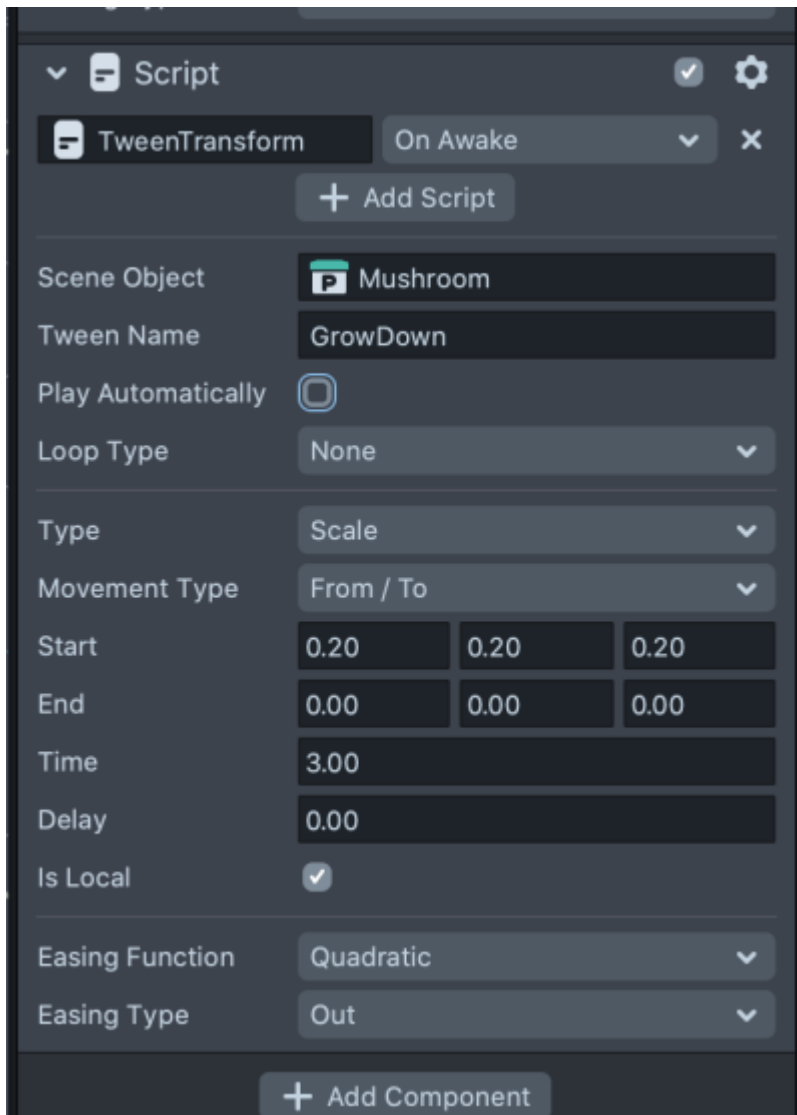 Script
TweenTransform On Awake
+ Add Script
Scene Object P Mushroom
Tween Name GrowDown
Play Automatically
Loop Type None
Type Scale
Movement Type From / To
Start 0.20 0.20 0.20
End 0.00 0.00 0.00
Time 3.00
Delay 0.00
Is Local
Easing Function Quadratic
Easing Type Out
+ Add Component